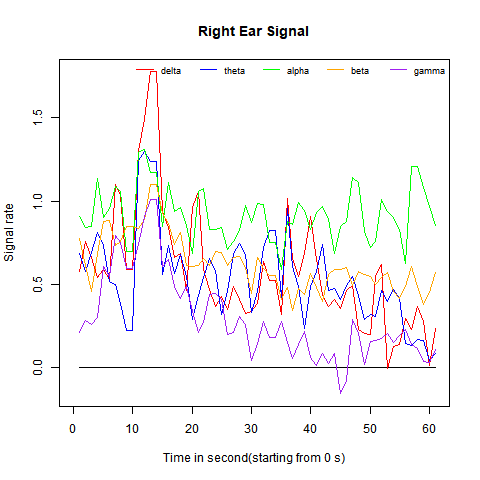 Right Ear Signal
delta theta alpha beta gamma
Signal rate
0.0 0.5 1.0 1.5
0 10 20 30 40 50 60
Time in second(starting from 0 s)